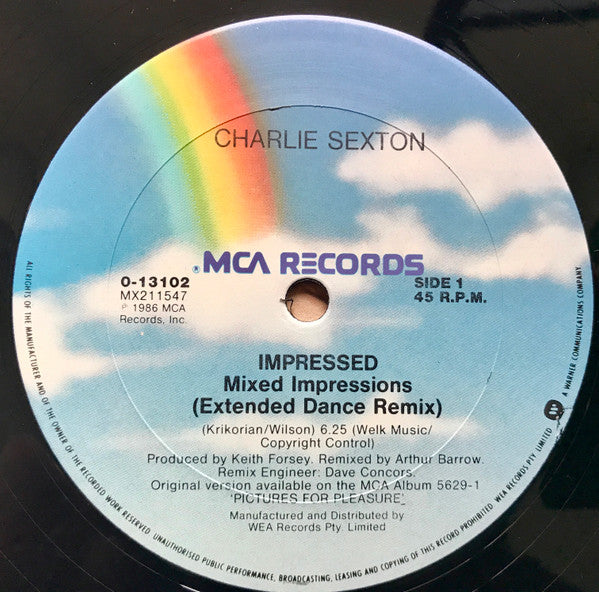 CHARLIE SEXTON
®MCA RECORDS
0-13102
MX211547
℗ 1986 MCA
Records, Inc.
SIDE 1
45 R.P.M.
IMPRESSED
Mixed Impressions
(Extended Dance Remix)
(Krikorian/Wilson) 6.25 (Welk Music/
Copyright Control)
Produced by Keith Forsey. Remixed by Arthur Barrow.
Remix Engineer: Dave Concors.
Original version available on the MCA Album 5629-1
'PICTURES FOR PLEASURE'.
Manufactured and Distributed by
WEA Records Pty. Limited
ALL RIGHTS OF THE MANUFACTURER AND OF THE OWNER OF THE RECORDED WORK RESERVED. UNAUTHORISED PUBLIC PERFORMANCE, BROADCASTING, LEASING AND COPYING OF THIS RECORD PROHIBITED. WEA RECORDS PTY. LIMITED
A WARNER COMMUNICATIONS COMPANY.